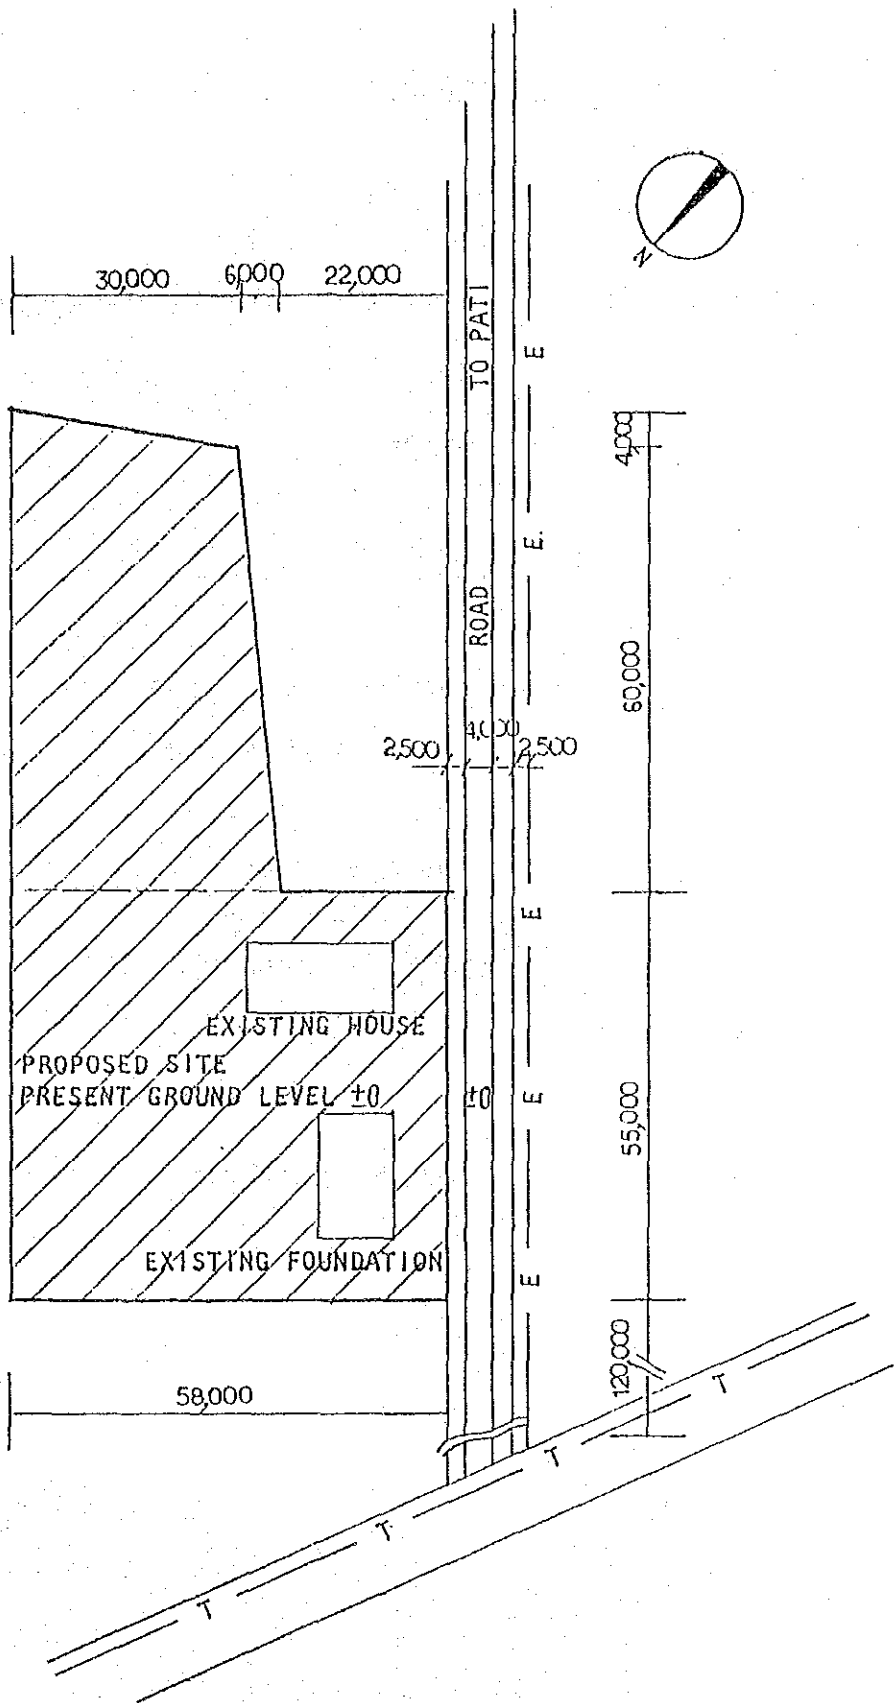 N
30,000 6,000 22,000
TO PATI
E
4,000
E.
ROAD
60,000
2,500 4,000 2,500
E
EXISTING HOUSE
PROPOSED SITE
PRESENT GROUND LEVEL ±0 ±0 E
55,000
EXISTING FOUNDATION
E
120,000
58,000
T
T
T
T